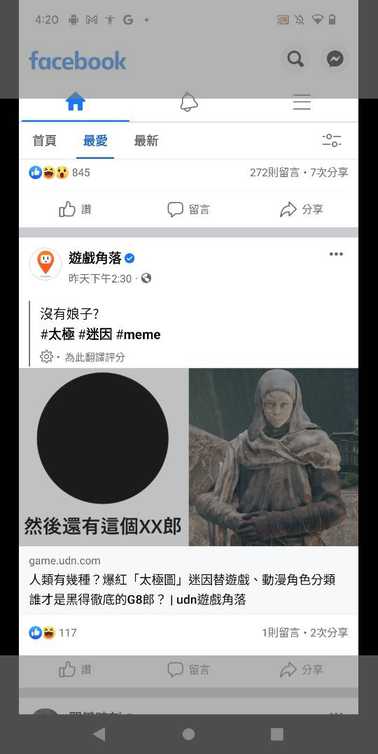 4:20
facebook
首頁 最愛 最新
845 272則留言・7次分享
讚 留言 分享
遊戲角落
昨天下午2:30
沒有娘子?
#太極 #迷因 #meme
為此翻譯評分
然後還有這個XX郎
game.udn.com
人類有幾種？爆紅「太極圖」迷因替遊戲、動漫角色分類
誰才是黑得徹底的G8郎？ | udn遊戲角落
117 1則留言・2次分享
讚 留言 分享